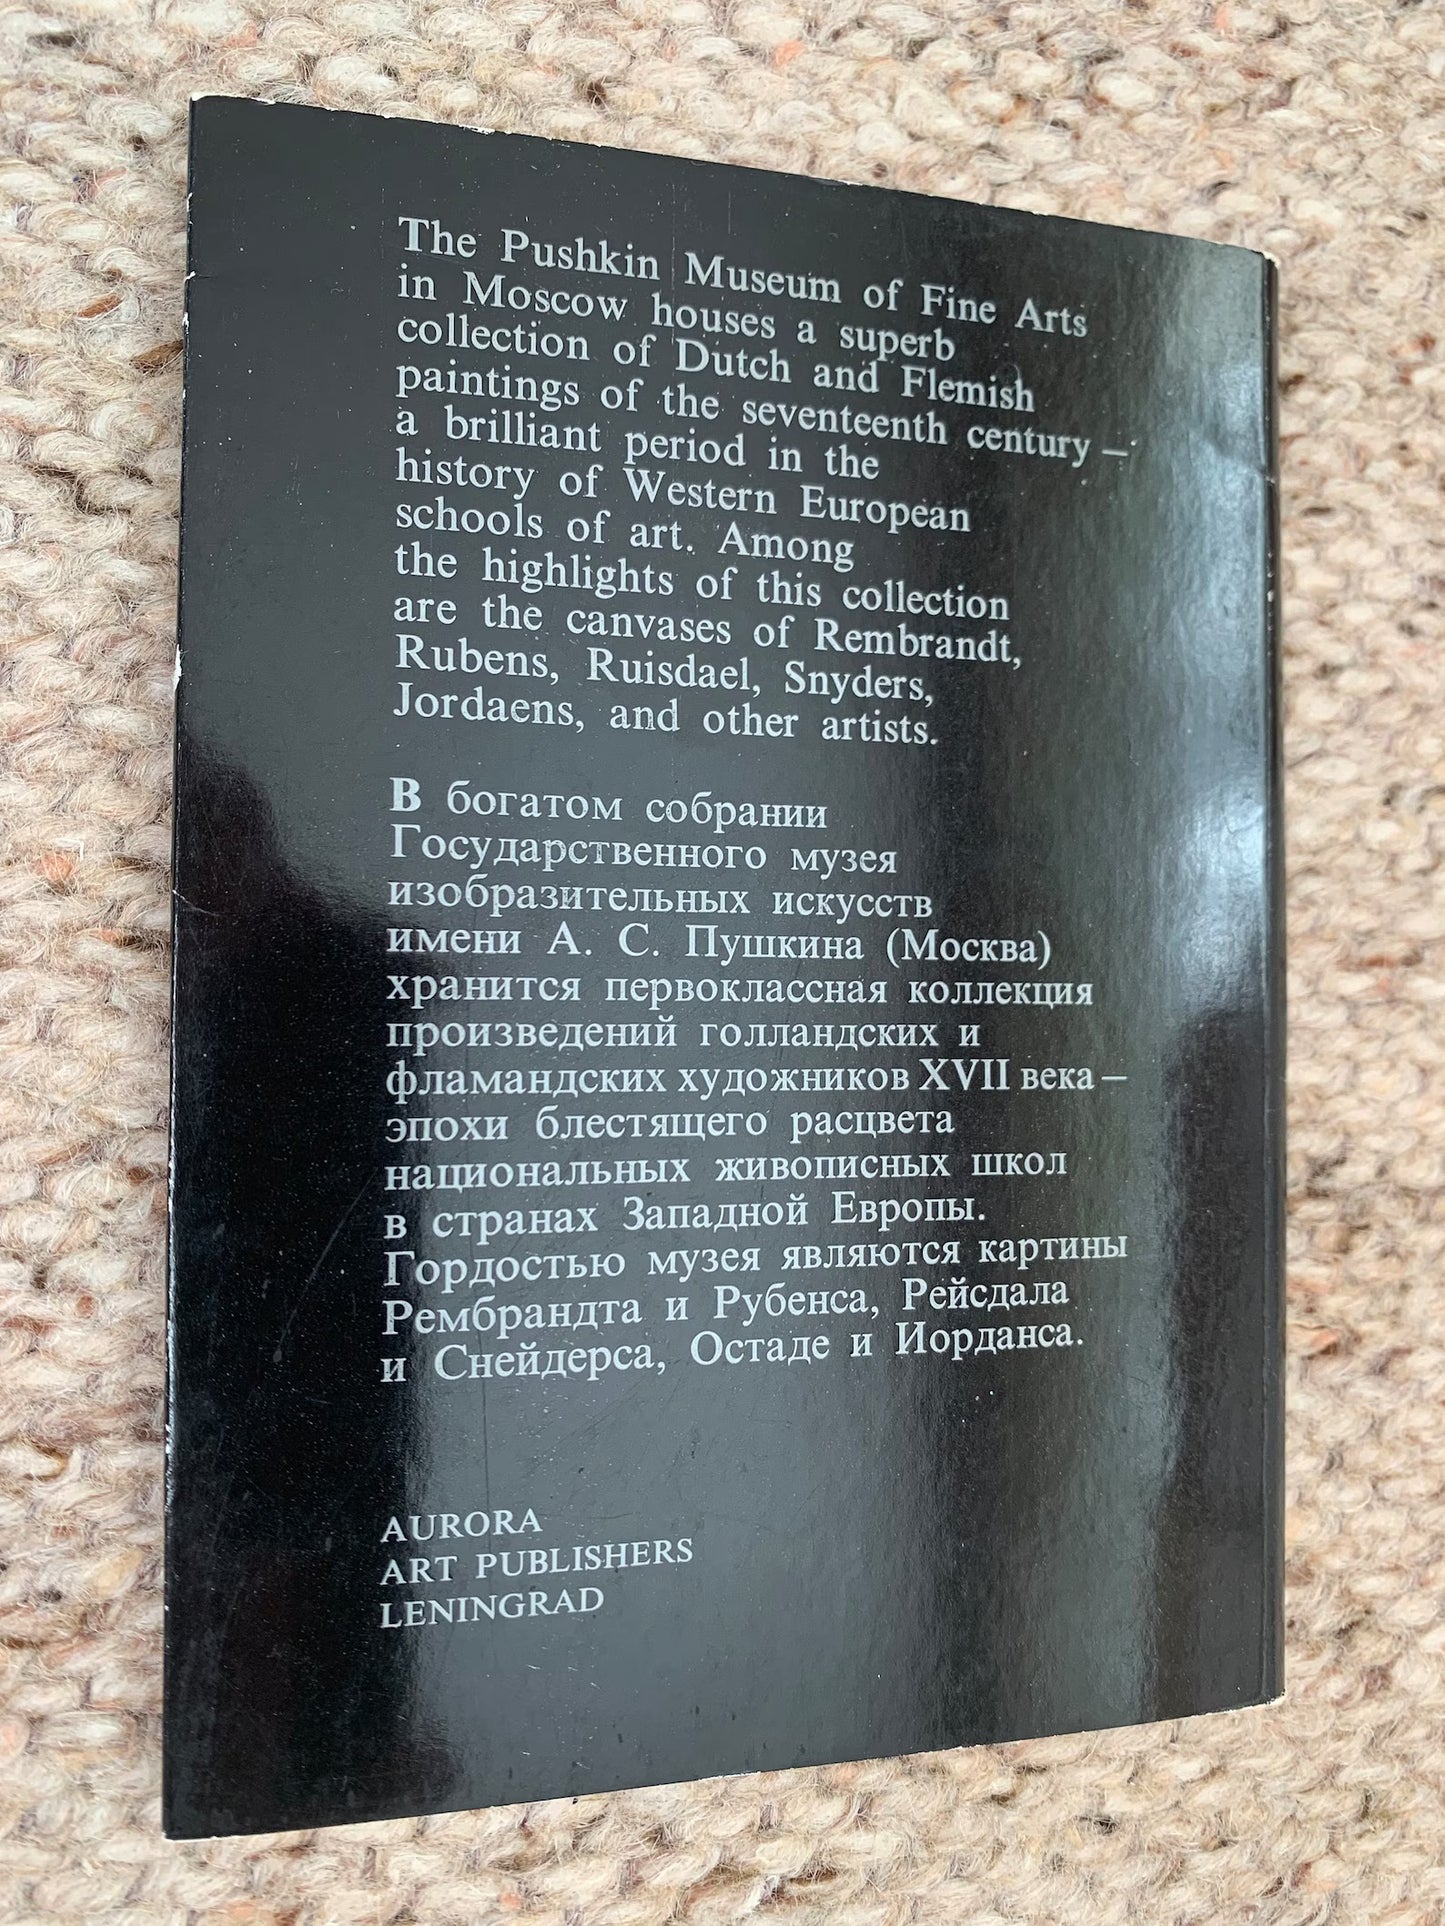 The Pushkin Museum of Fine Arts
in Moscow houses a superb
collection of Dutch and Flemish
paintings of the seventeenth century –
a brilliant period in the
history of Western European
schools of art. Among
the highlights of this collection
are the canvases of Rembrandt,
Rubens, Ruisdael, Snyders,
Jordaens, and other artists.
В богатом собрании
Государственного музея
изобразительных искусств
имени А. С. Пушкина (Москва)
хранится первоклассная коллекция
произведений голландских и
фламандских художников XVII века –
эпохи блестящего расцвета
национальных живописных школ
в странах Западной Европы.
Гордостью музея являются картины
Рембрандта и Рубенса, Рейсдала
и Снейдерса, Остаде и Иорданса.
AURORA
ART PUBLISHERS
LENINGRAD